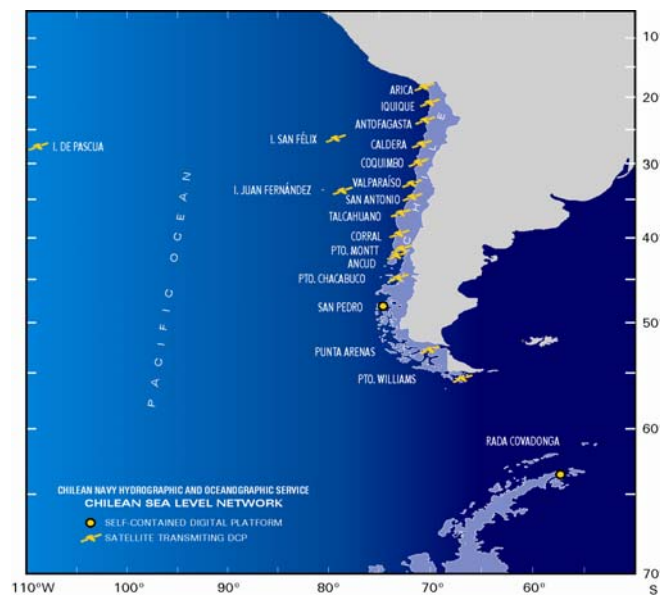 10°
ARICA
20°
IQUIQUE
ANTOFAGASTA
I. SAN FÉLIX
CALDERA
I. DE PASCUA
COQUIMBO
30°
VALPARAÍSO
I. JUAN FERNÁNDEZ
SAN ANTONIO
TALCAHUANO
CORRAL
40°
PTO. MONTT
ANCUD
PTO. CHACABUCO
SAN PEDRO
50°
PUNTA ARENAS
PTO. WILLIAMS
CHILE
PACIFIC OCEAN
60°
RADA COVADONGA
CHILEAN NAVY HYDROGRAPHIC AND OCEANOGRAPHIC SERVICE
CHILEAN SEA LEVEL NETWORK
SELF-CONTAINED DIGITAL PLATFORM
SATELLITE TRANSMITING DCP
70°
110°W 100° 90° 80° 70° 60° S